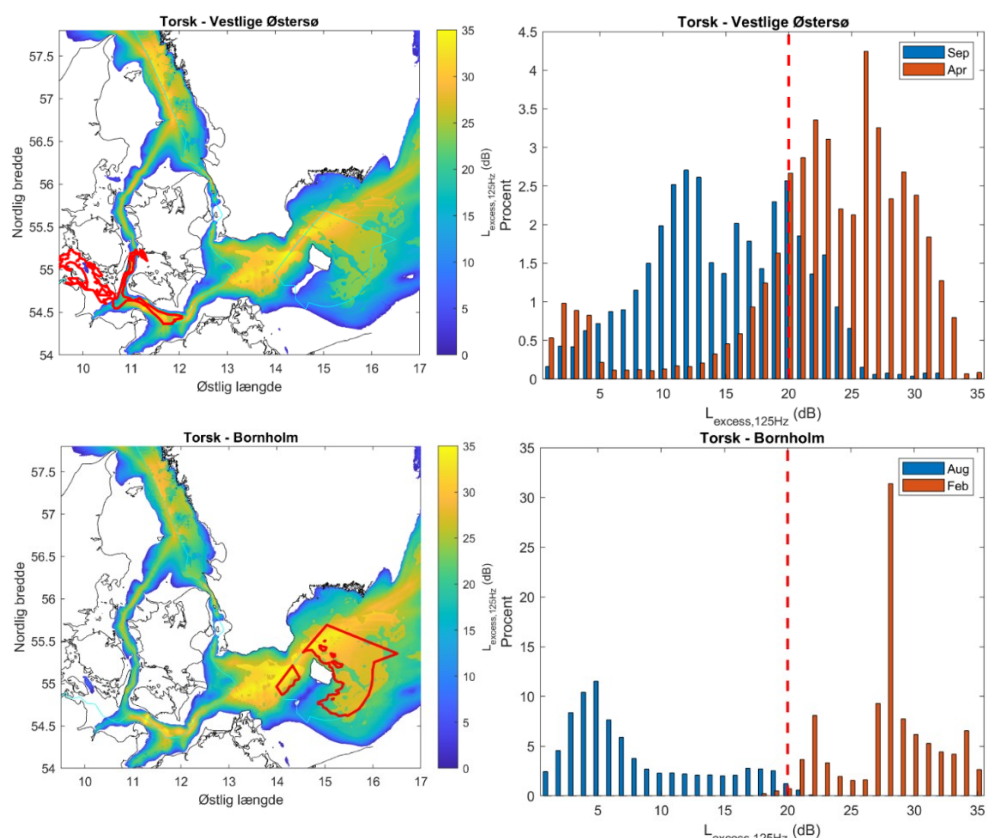 Torsk - Vestlige Østersø
57.5
57
56.5
56
55.5
55
54.5
54
Nordlig bredde
10 11 12 13 14 15 16 17
Østlig længde
35
30
25
20
15
10
5
0
L_excess,125Hz (dB)
Torsk - Vestlige Østersø
4.5
4
3.5
3
2.5
2
1.5
1
0.5
0
Procent
Sep
Apr
5 10 15 20 25 30 35
L_excess,125Hz (dB)
Torsk - Bornholm
57.5
57
56.5
56
55.5
55
54.5
54
Nordlig bredde
10 11 12 13 14 15 16 17
Østlig længde
35
30
25
20
15
10
5
0
L_excess,125Hz (dB)
Torsk - Bornholm
35
30
25
20
15
10
5
0
Procent
Aug
Feb
5 10 15 20 25 30 35
L_excess,125Hz (dB)